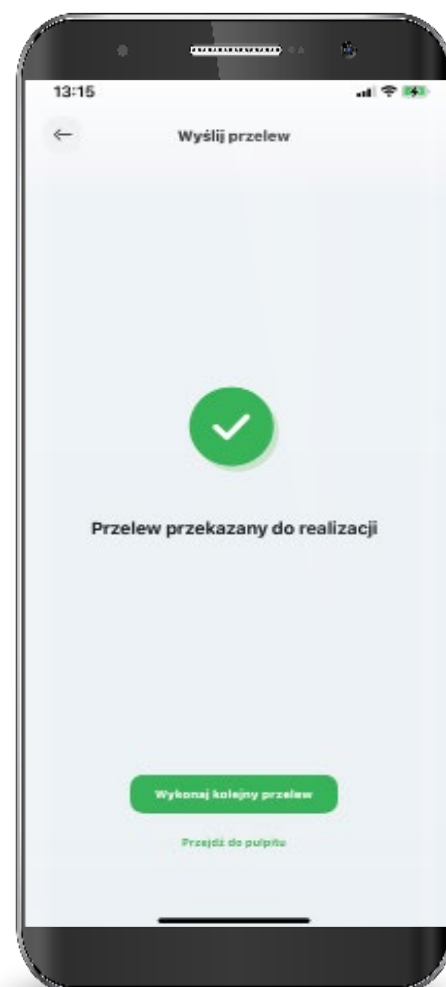 13:15
Wyślij przelew
Przelew przekazany do realizacji
Wykonaj kolejny przelew
Przejdź do pulpitu